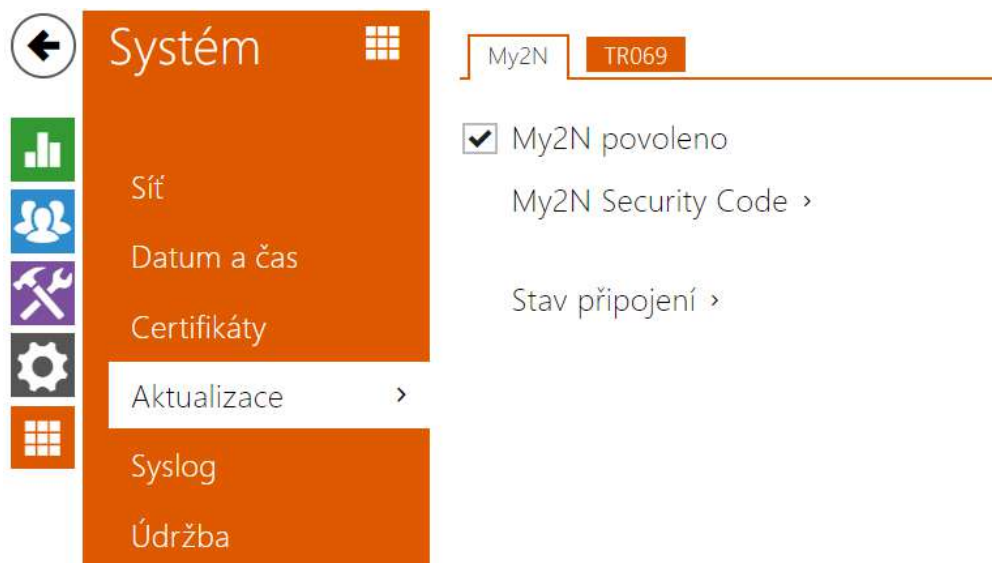 Systém
Síť
Datum a čas
Certifikáty
Aktualizace
Syslog
Údržba
My2N
TR069
My2N povoleno
My2N Security Code
Stav připojení